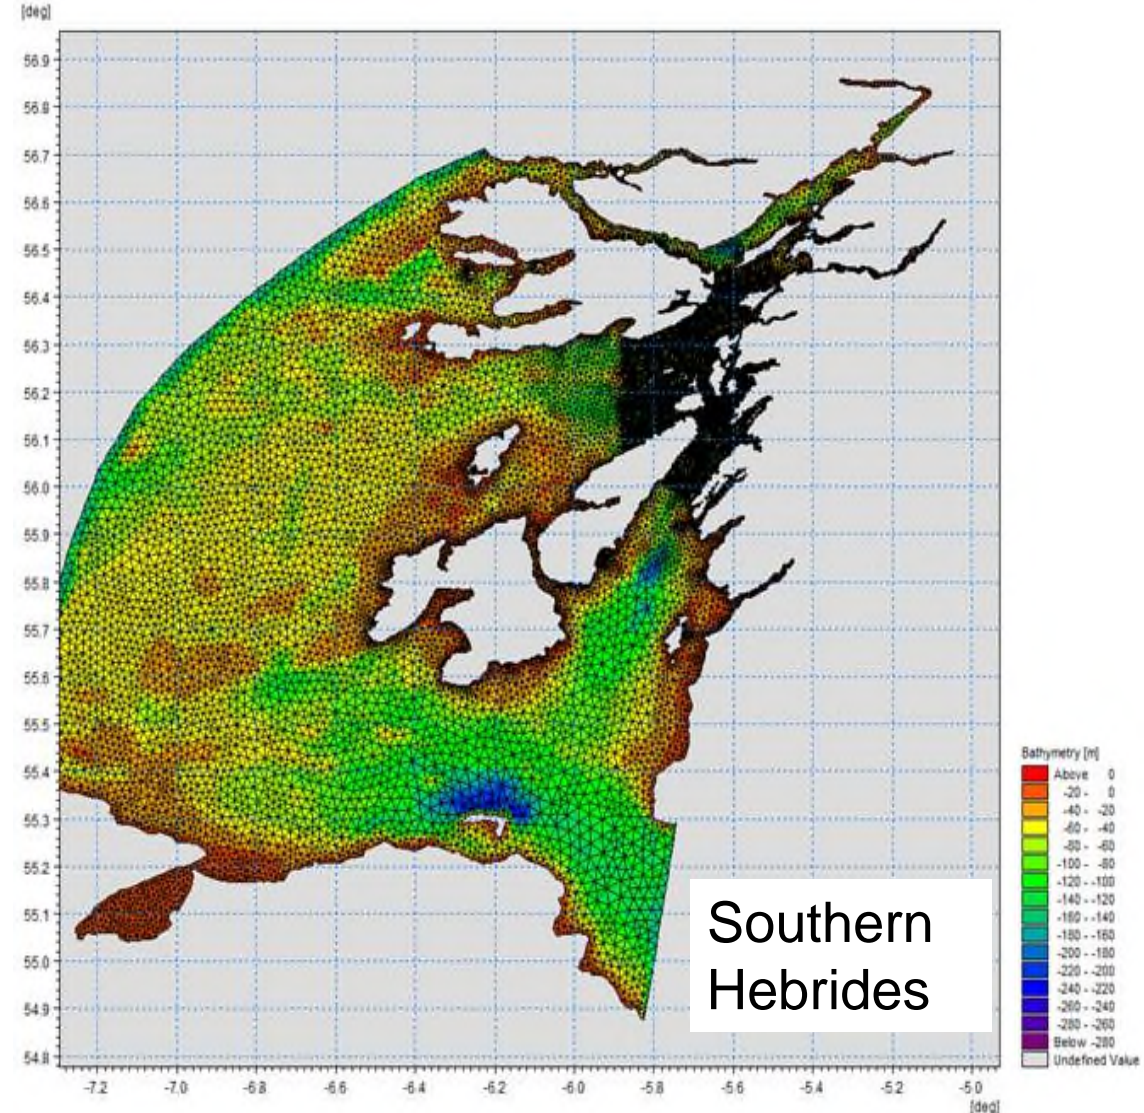 [deg]
56.9
56.8
56.7
56.6
56.5
56.4
56.3
56.2
56.1
56.0
55.9
55.8
55.7
55.6
55.5
55.4
55.3
55.2
55.1
55.0
54.9
54.8
-7.2 -7.0 -6.8 -6.6 -6.4 -6.2 -6.0 -5.8 -5.6 -5.4 -5.2 -5.0
[deg]
Southern
Hebrides
Bathymetry [m]
Above 0
-20 - 0
-40 - -20
-60 - -40
-80 - -60
-100 - -80
-120 - -100
-140 - -120
-160 - -140
-180 - -160
-200 - -180
-220 - -200
-240 - -220
-260 - -240
-280 - -260
Below -280
Undefined Value